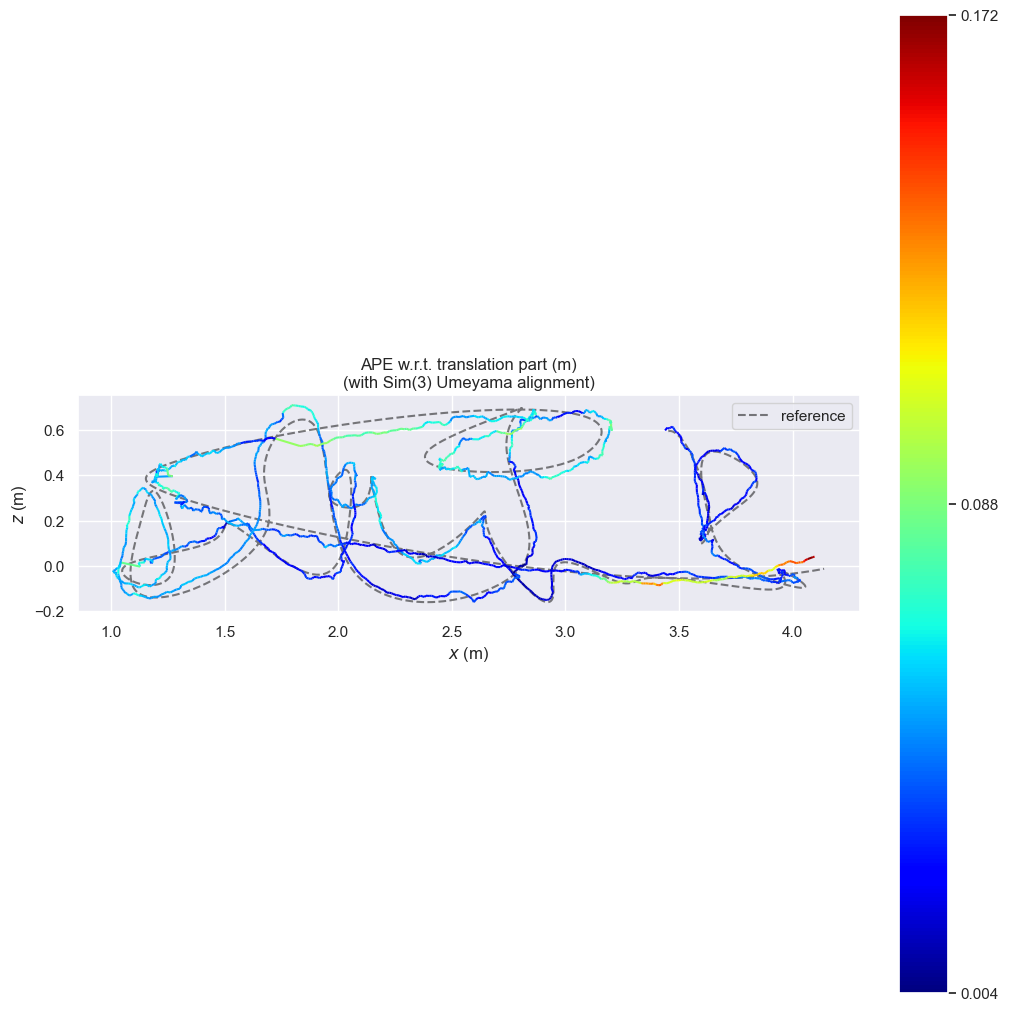 APE w.r.t. translation part (m)
(with Sim(3) Umeyama alignment)
reference
z (m)
0.6
0.4
0.2
0.0
−0.2
1.0 1.5 2.0 2.5 3.0 3.5 4.0
x (m)
0.172
0.088
0.004